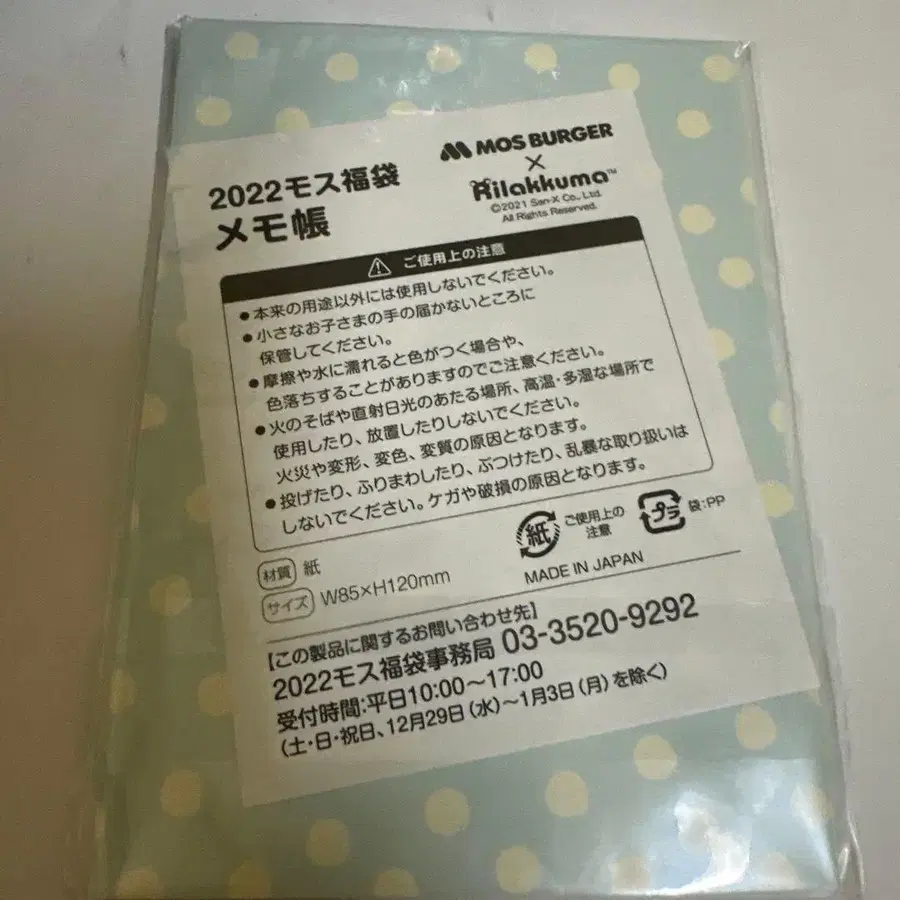 2022モス福袋
メモ帳
MOS BURGER
×
Rilakkuma™
©2021 San-X Co., Ltd.
All Rights Reserved.
ご使用上の注意
●本来の用途以外には使用しないでください。
●小さなお子さまの手の届かないところに
保管してください。
●摩擦や水に濡れると色がつく場合や、
色落ちすることがありますのでご注意ください。
●火のそばや直射日光のあたる場所、高温・多湿な場所で
使用したり、放置したりしないでください。
火災や変形、変色、変質の原因となります。
●投げたり、ふりまわしたり、ぶつけたり、乱暴な取り扱いは
しないでください。ケガや破損の原因となります。
材質 紙
サイズ W85×H120mm
紙 ご使用上の
注意
プラ 袋:PP
MADE IN JAPAN
【この製品に関するお問い合わせ先】
2022モス福袋事務局 03-3520-9292
受付時間:平日10:00～17:00
(土・日・祝日、12月29日(水)～1月3日(月)を除く)